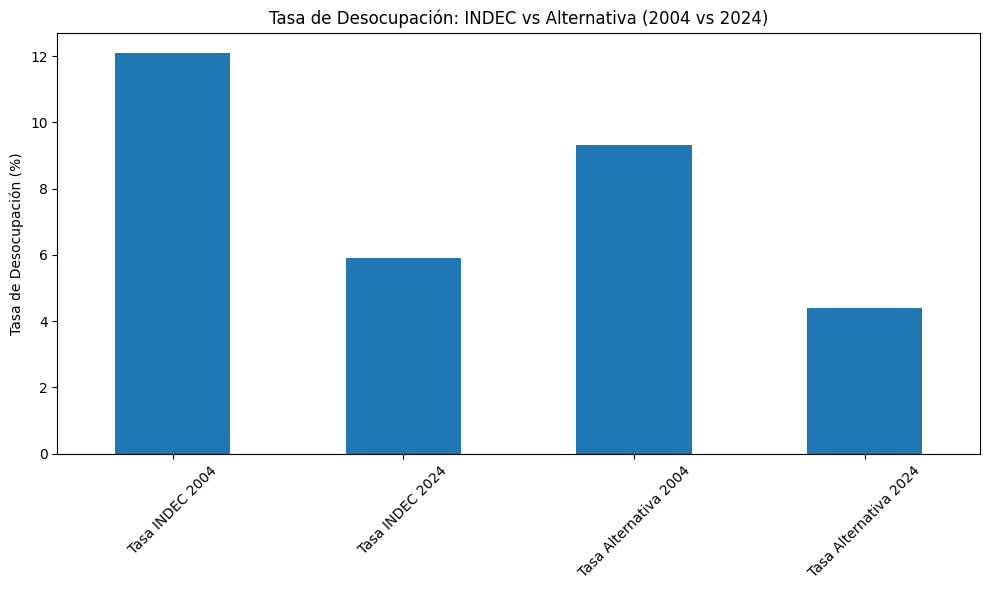 Tasa de Desocupación: INDEC vs Alternativa (2004 vs 2024)
Tasa de Desocupación (%)
12
10
8
6
4
2
0
Tasa INDEC 2004
Tasa INDEC 2024
Tasa Alternativa 2004
Tasa Alternativa 2024